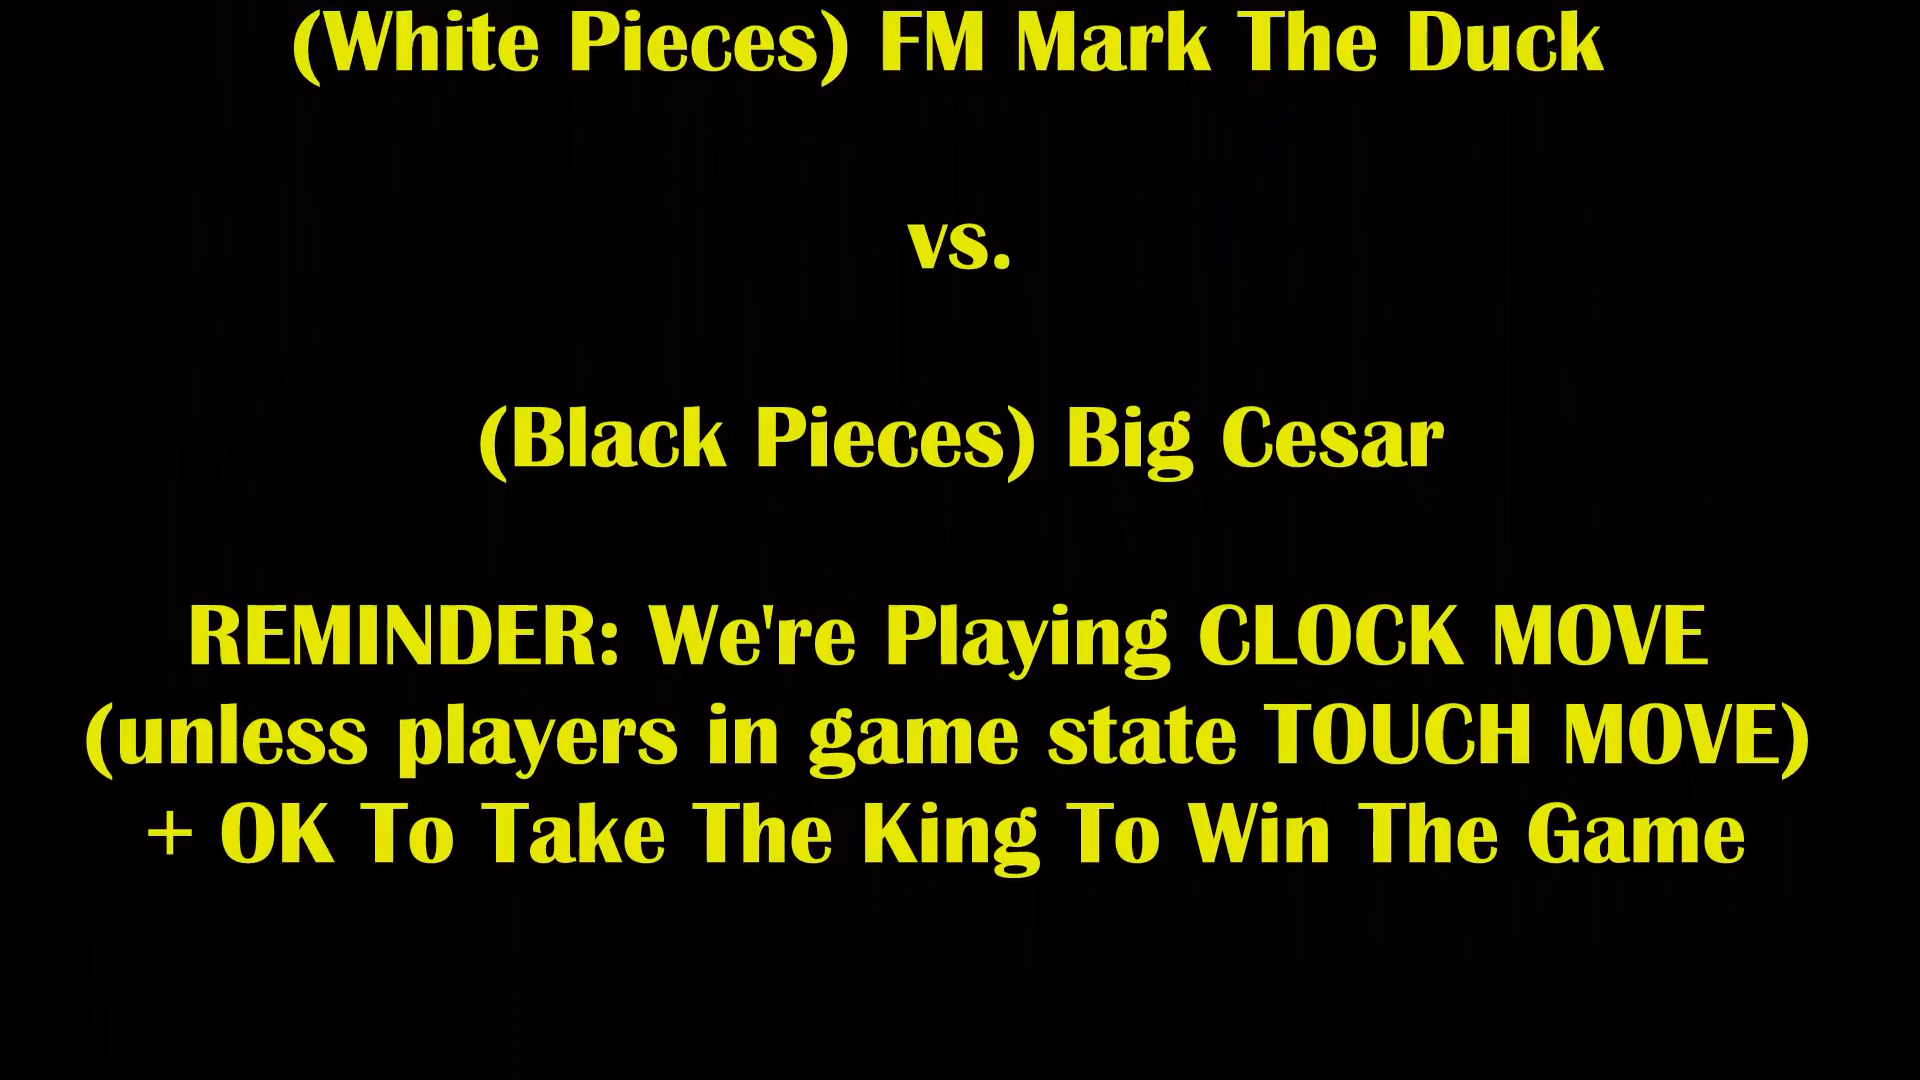 (White Pieces) FM Mark The Duck
vs.
(Black Pieces) Big Cesar
REMINDER: We're Playing CLOCK MOVE
(unless players in game state TOUCH MOVE)
+ OK To Take The King To Win The Game